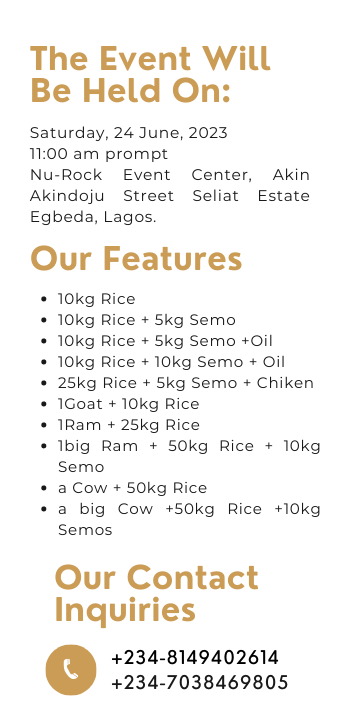 The Event Will
Be Held On:
Saturday, 24 June, 2023
11:00 am prompt
Nu-Rock Event Center, Akin
Akindoju Street Seliat Estate
Egbeda, Lagos.
Our Features
• 10kg Rice
• 10kg Rice + 5kg Semo
• 10kg Rice + 5kg Semo +Oil
• 10kg Rice + 10kg Semo + Oil
• 25kg Rice + 5kg Semo + Chiken
• 1Goat + 10kg Rice
• 1Ram + 25kg Rice
• 1big Ram + 50kg Rice + 10kg
Semo
• a Cow + 50kg Rice
• a big Cow +50kg Rice +10kg
Semos
Our Contact
Inquiries
+234-8149402614
+234-7038469805